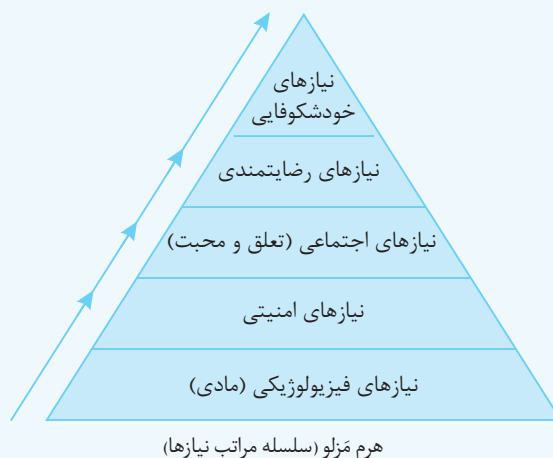 نیازهای
خودشکوفایی
نیازهای رضایتمندی
نیازهای اجتماعی (تعلق و محبت)
نیازهای امنیتی
نیازهای فیزیولوژیکی (مادی)
هرم مَزلو (سلسله مراتب نیازها)